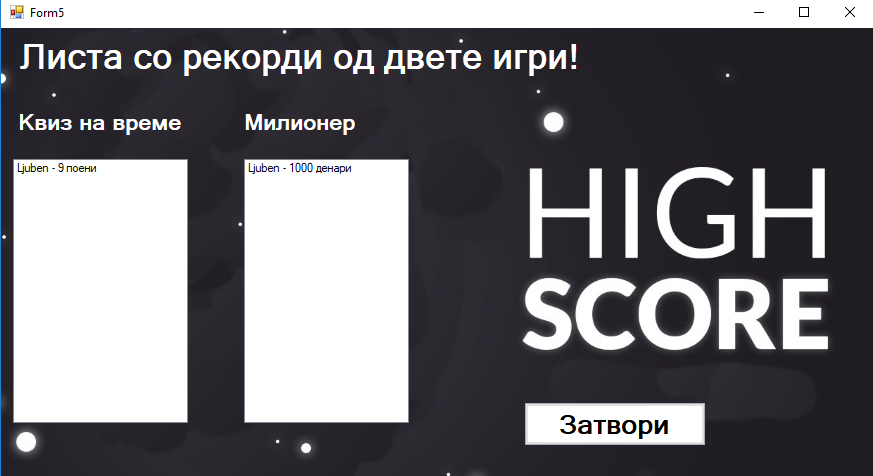 Form5
Листа со рекорди од двете игри!
Квиз на време
Милионер
Ljuben - 9 поени
Ljuben - 1000 денари
HIGH
SCORE
Затвори